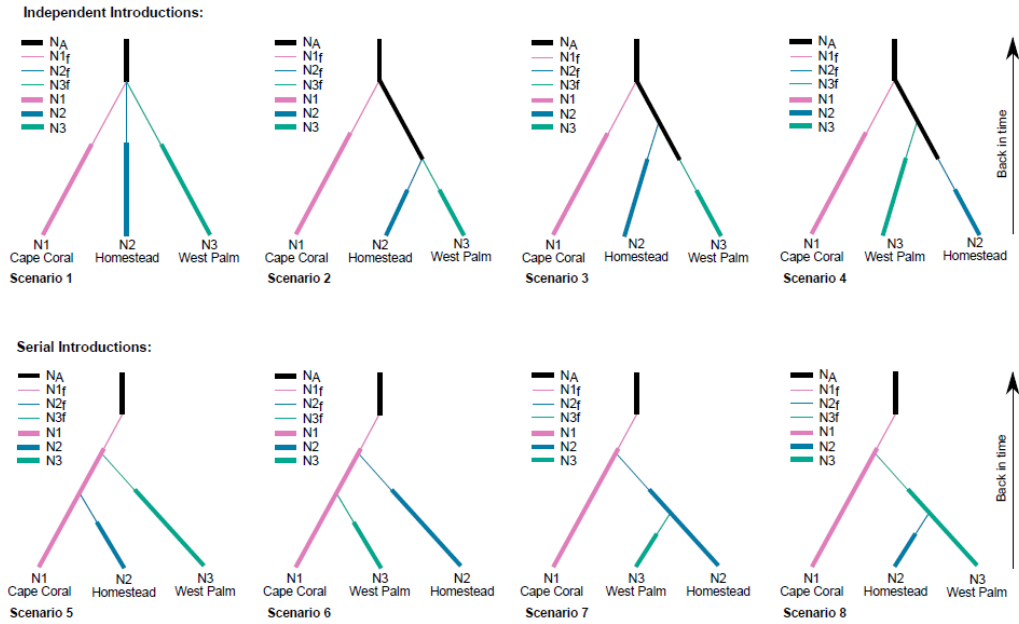 Independent Introductions:
NA
N1f
N2f
N3f
N1
N2
N3
N1
Cape Coral
N2
Homestead
N3
West Palm
Scenario 1
NA
N1f
N2f
N3f
N1
N2
N3
N1
Cape Coral
N2
Homestead
N3
West Palm
Scenario 2
NA
N1f
N2f
N3f
N1
N2
N3
N1
Cape Coral
N2
Homestead
N3
West Palm
Scenario 3
NA
N1f
N2f
N3f
N1
N2
N3
N1
Cape Coral
N3
West Palm
N2
Homestead
Scenario 4
Back in time
Serial Introductions:
NA
N1f
N2f
N3f
N1
N2
N3
N1
Cape Coral
N2
Homestead
N3
West Palm
Scenario 5
NA
N1f
N2f
N3f
N1
N2
N3
N1
Cape Coral
N3
West Palm
N2
Homestead
Scenario 6
NA
N1f
N2f
N3f
N1
N2
N3
N1
Cape Coral
N3
West Palm
N2
Homestead
Scenario 7
NA
N1f
N2f
N3f
N1
N2
N3
N1
Cape Coral
N2
Homestead
N3
West Palm
Scenario 8
Back in time